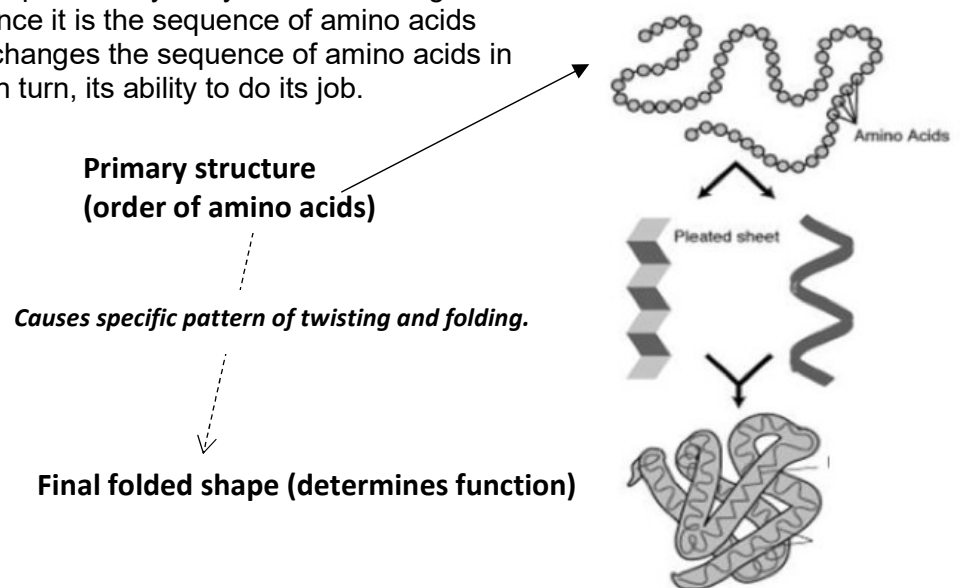 nce it is the sequence of amino acids
changes the sequence of amino acids in
n turn, its ability to do its job.
Amino Acids
Primary structure
(order of amino acids)
Pleated sheet
Causes specific pattern of twisting and folding.
Final folded shape (determines function)